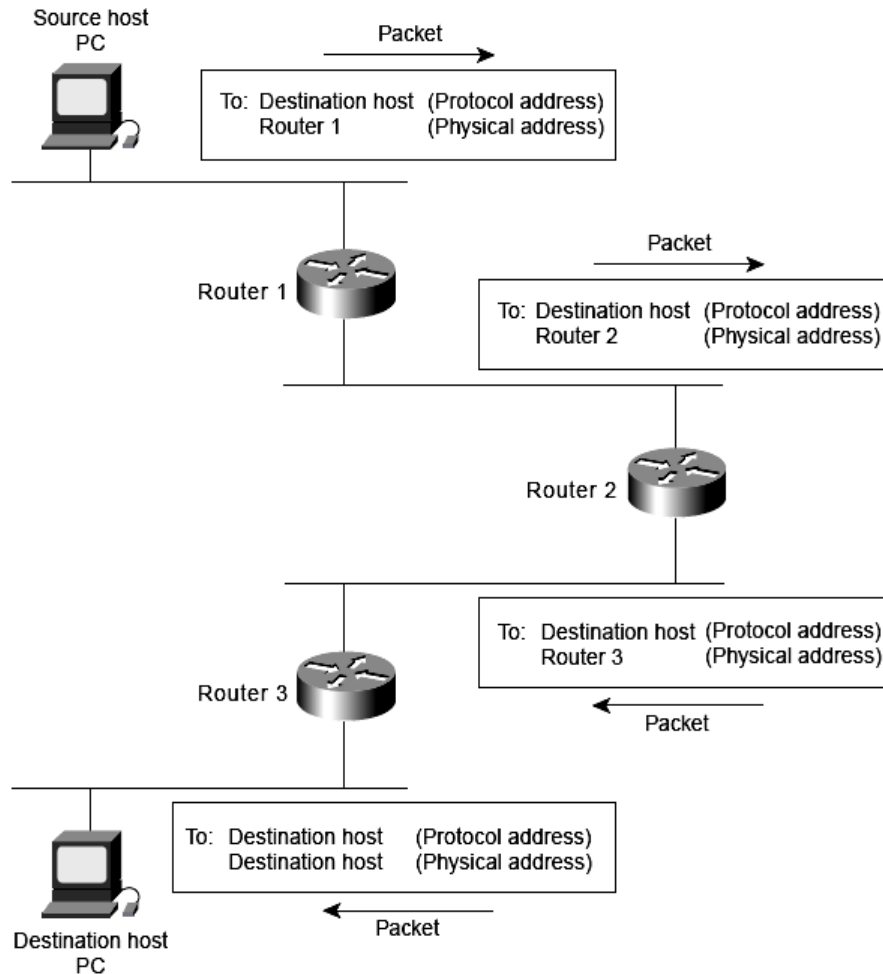 Source host
PC
Packet
To: Destination host (Protocol address)
Router 1 (Physical address)
Router 1
Packet
To: Destination host (Protocol address)
Router 2 (Physical address)
Router 2
To: Destination host (Protocol address)
Router 3 (Physical address)
Router 3
Packet
To: Destination host (Protocol address)
Destination host (Physical address)
Packet
Destination host
PC